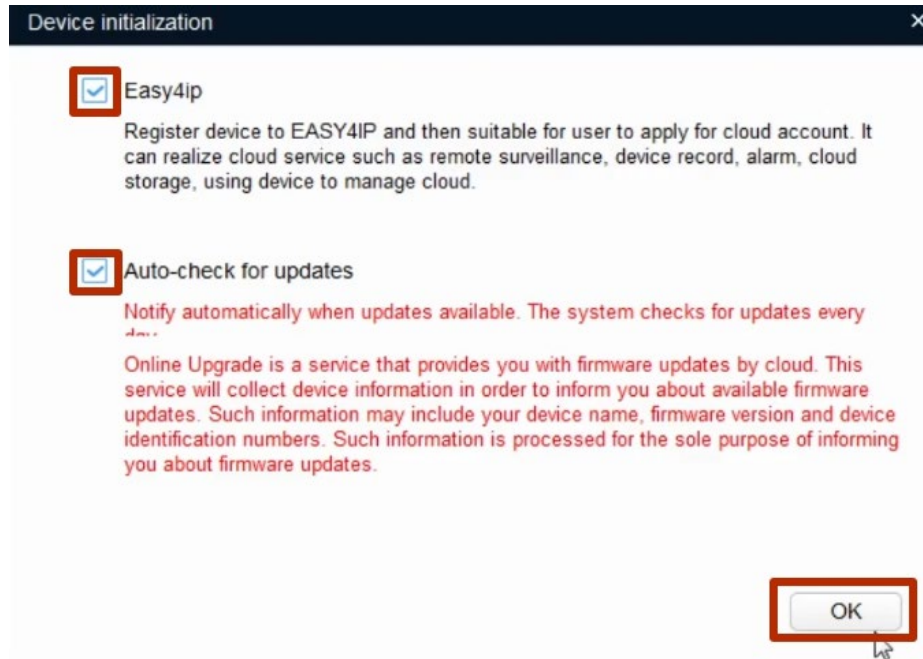 Device initialization
Easy4ip
Register device to EASY4IP and then suitable for user to apply for cloud account. It
can realize cloud service such as remote surveillance, device record, alarm, cloud
storage, using device to manage cloud.
Auto-check for updates
Notify automatically when updates available. The system checks for updates every
Online Upgrade is a service that provides you with firmware updates by cloud. This
service will collect device information in order to inform you about available firmware
updates. Such information may include your device name, firmware version and device
identification numbers. Such information is processed for the sole purpose of informing
you about firmware updates.
OK